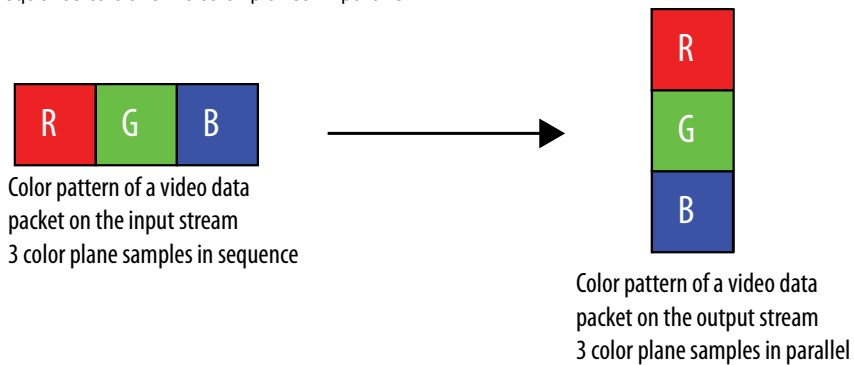 R G B
Color pattern of a video data
packet on the input stream
3 color plane samples in sequence
R
G
B
Color pattern of a video data
packet on the output stream
3 color plane samples in parallel